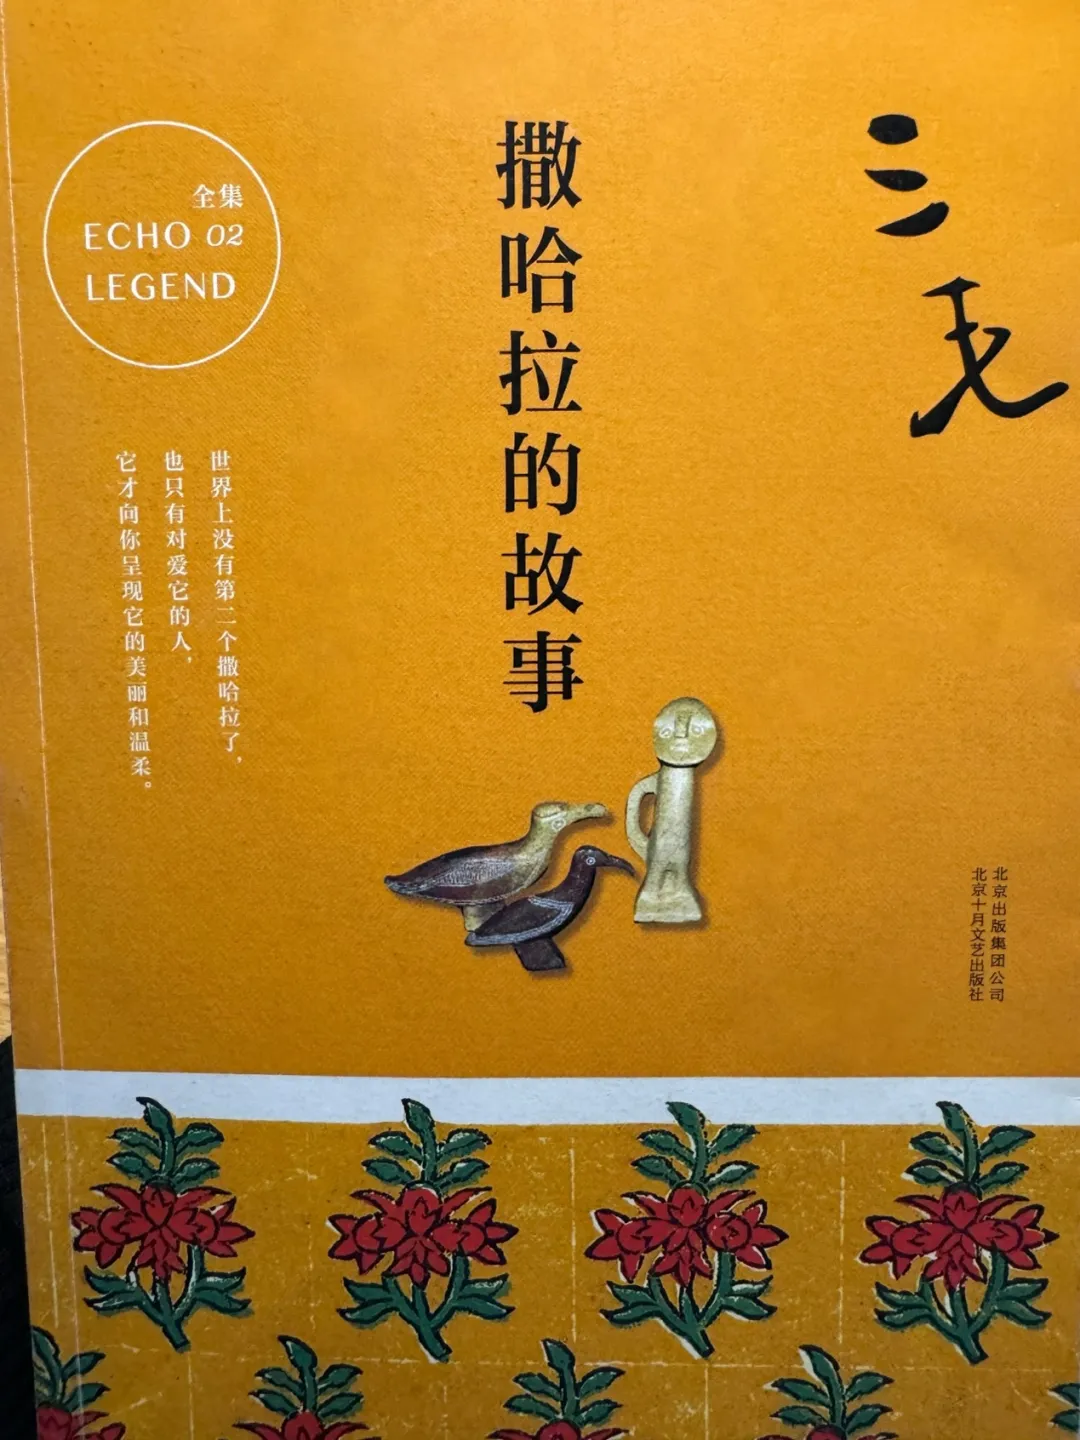 三毛
撒哈拉的故事
全集
ECHO 02
LEGEND
世界上没有第二个撒哈拉了，
也只有对爱它的人，
它才向你呈现它的美丽和温柔。
北京出版集团公司
北京十月文艺出版社